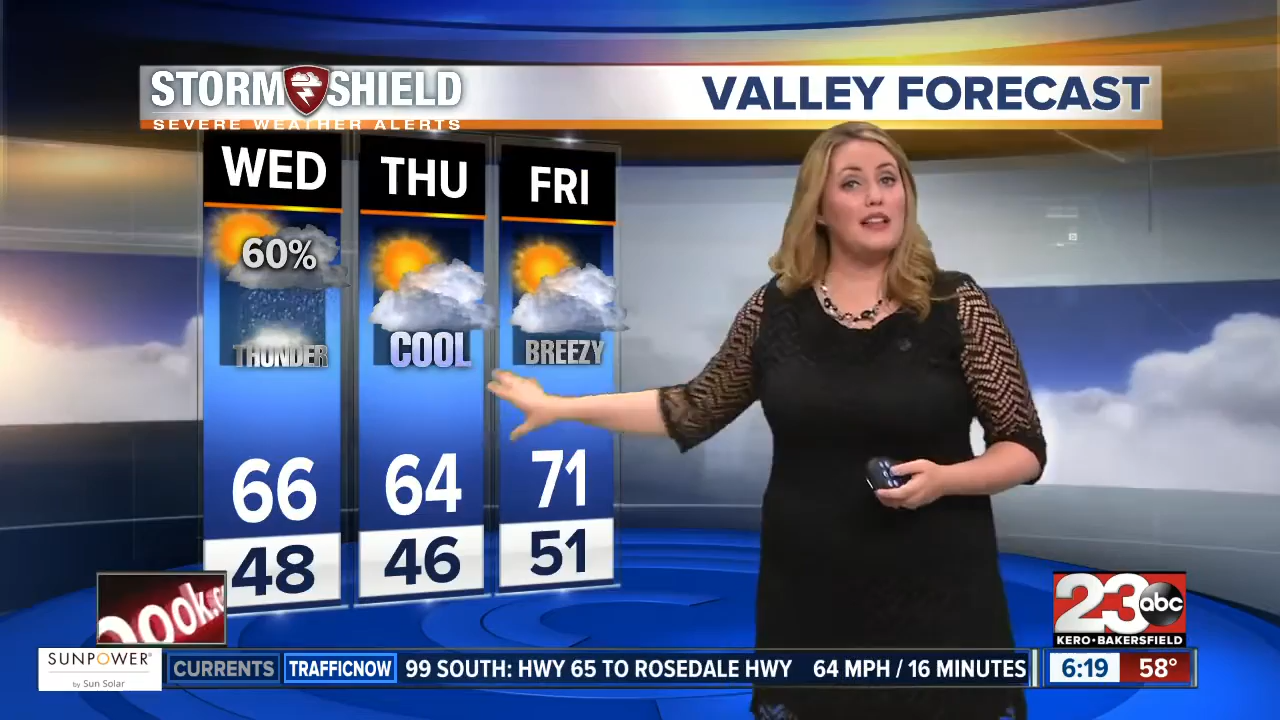 STORM SHIELD
SEVERE WEATHER ALERTS
VALLEY FORECAST
WED
THU
FRI
60%
THUNDER
COOL
BREEZY
66
64
71
48
46
51
23 abc
KERO·BAKERSFIELD
SUNPOWER®
by Sun Solar
CURRENTS
TRAFFICNOW
99 SOUTH: HWY 65 TO ROSEDALE HWY 64 MPH / 16 MINUTES
6:19
58°